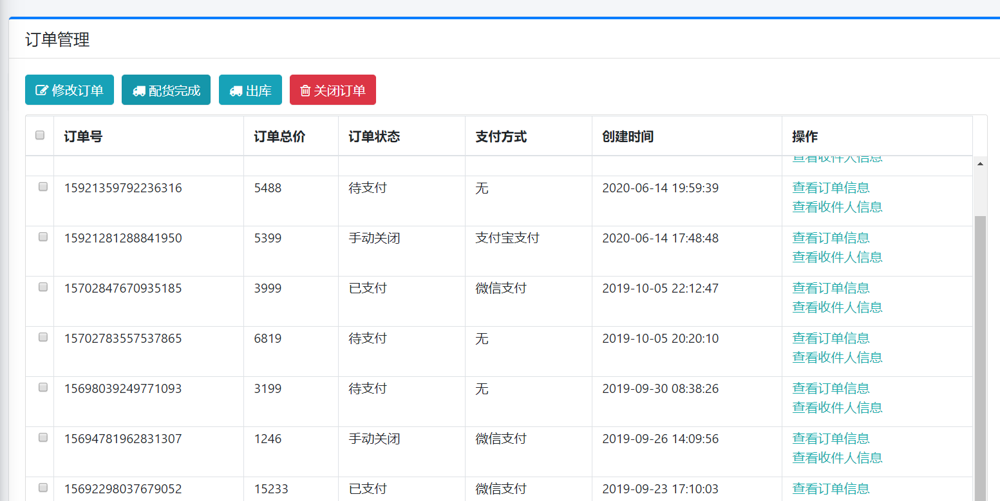 订单管理
修改订单 配货完成 出库 关闭订单
订单号 订单总价 订单状态 支付方式 创建时间 操作
查看收件人信息
15921359792236316 5488 待支付 无 2020-06-14 19:59:39 查看订单信息
查看收件人信息
15921281288841950 5399 手动关闭 支付宝支付 2020-06-14 17:48:48 查看订单信息
查看收件人信息
15702847670935185 3999 已支付 微信支付 2019-10-05 22:12:47 查看订单信息
查看收件人信息
15702783557537865 6819 待支付 无 2019-10-05 20:20:10 查看订单信息
查看收件人信息
15698039249771093 3199 待支付 无 2019-09-30 08:38:26 查看订单信息
查看收件人信息
15694781962831307 1246 手动关闭 微信支付 2019-09-26 14:09:56 查看订单信息
查看收件人信息
15692298037679052 15233 已支付 微信支付 2019-09-23 17:10:03 查看订单信息